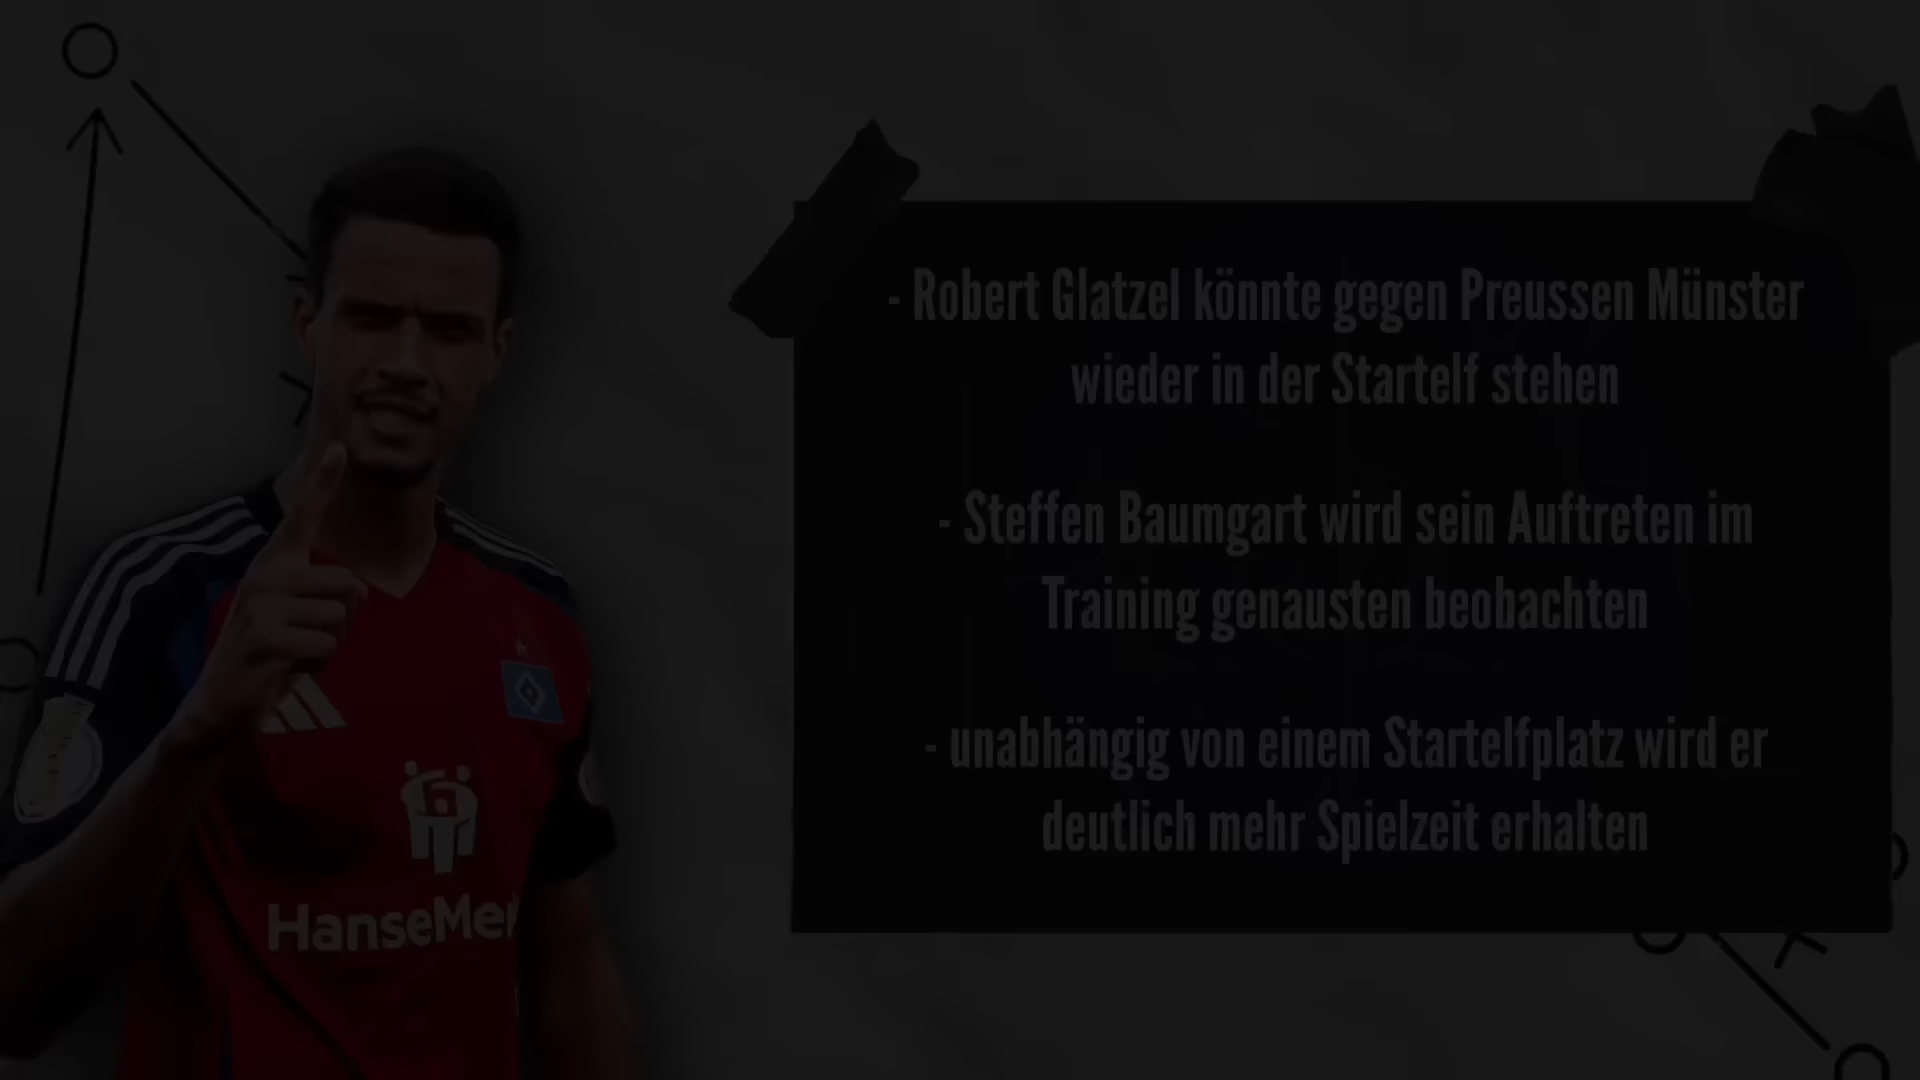 - Robert Glatzel könnte gegen Preussen Münster
wieder in der Startelf stehen
- Steffen Baumgart wird sein Auftreten im
Training genausten beobachten
- unabhängig von einem Startelfplatz wird er
deutlich mehr Spielzeit erhalten
HanseMer